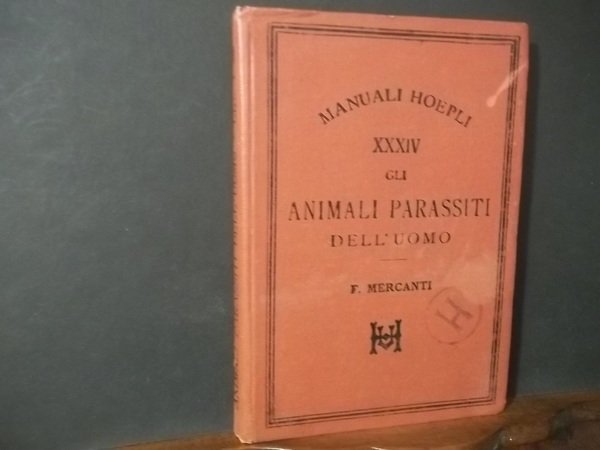 MANUALI HOEPLI
XXXIV
GLI
ANIMALI PARASSITI
DELL'UOMO
F. MERCANTI
H